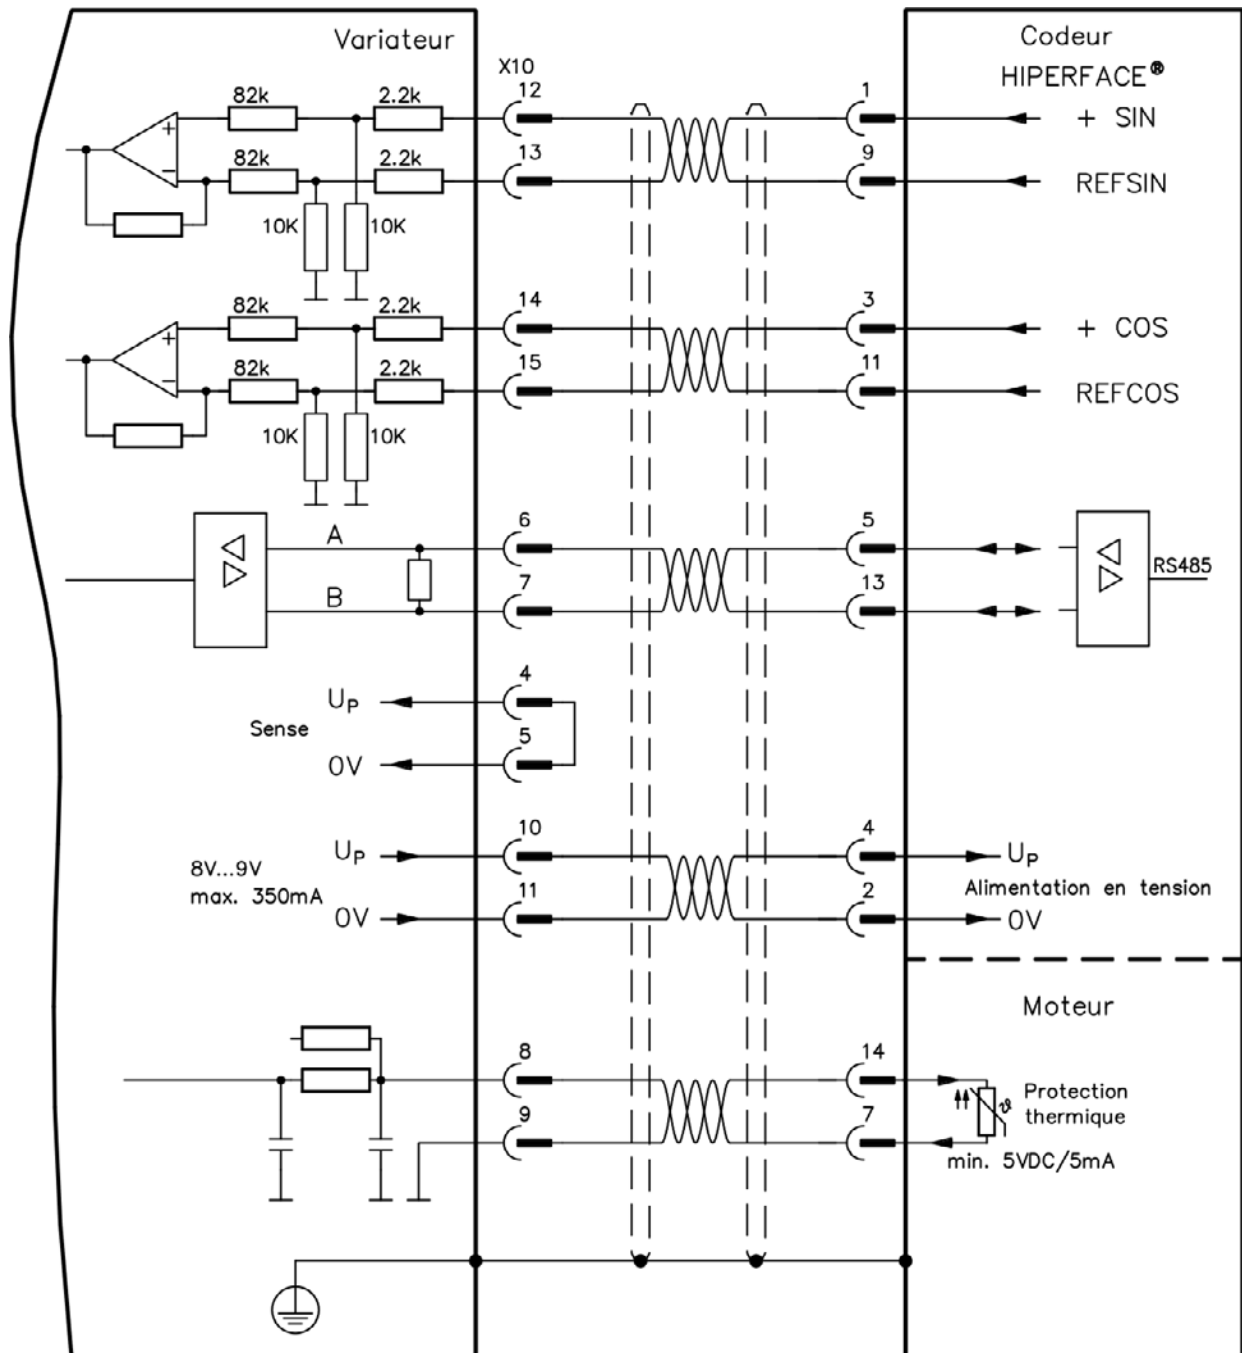 Variateur
Codeur
HIPERFACE®
X10
82k 2.2k 12 1 + SIN
+
82k 2.2k 13 9 REFSIN
−
10K 10K
82k 2.2k 14 3 + COS
+
82k 2.2k 15 11 REFCOS
−
10K 10K
A 6 5
RS485
B 7 13
UP 4
Sense
0V 5
UP 10 4 UP
8V...9V
max. 350mA
Alimentation en tension
0V 11 2 0V
Moteur
8 14
Protection
thermique
9 7
min. 5VDC/5mA